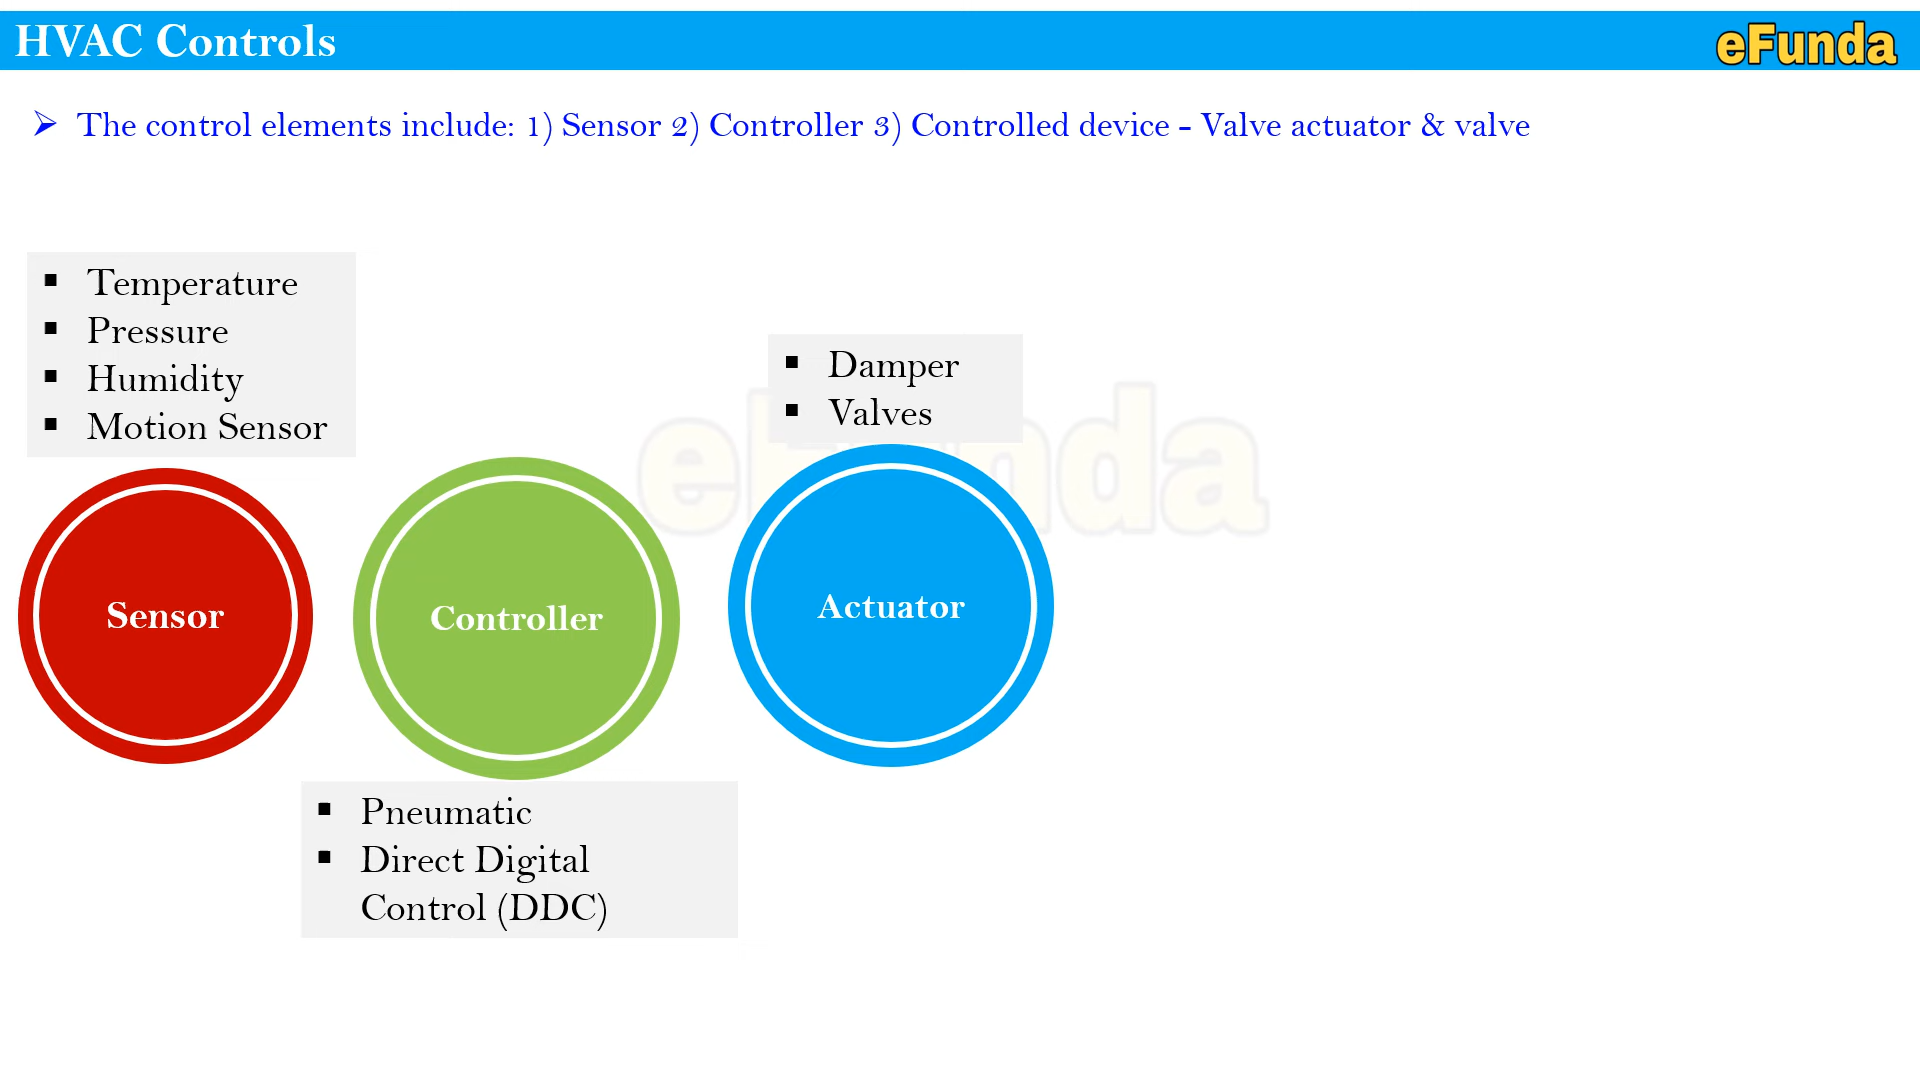 HVAC Controls
eFunda
The control elements include: 1) Sensor 2) Controller 3) Controlled device - Valve actuator & valve
Temperature
Pressure
Humidity
Motion Sensor
Damper
Valves
eFunda
Sensor
Controller
Actuator
Pneumatic
Direct Digital
Control (DDC)